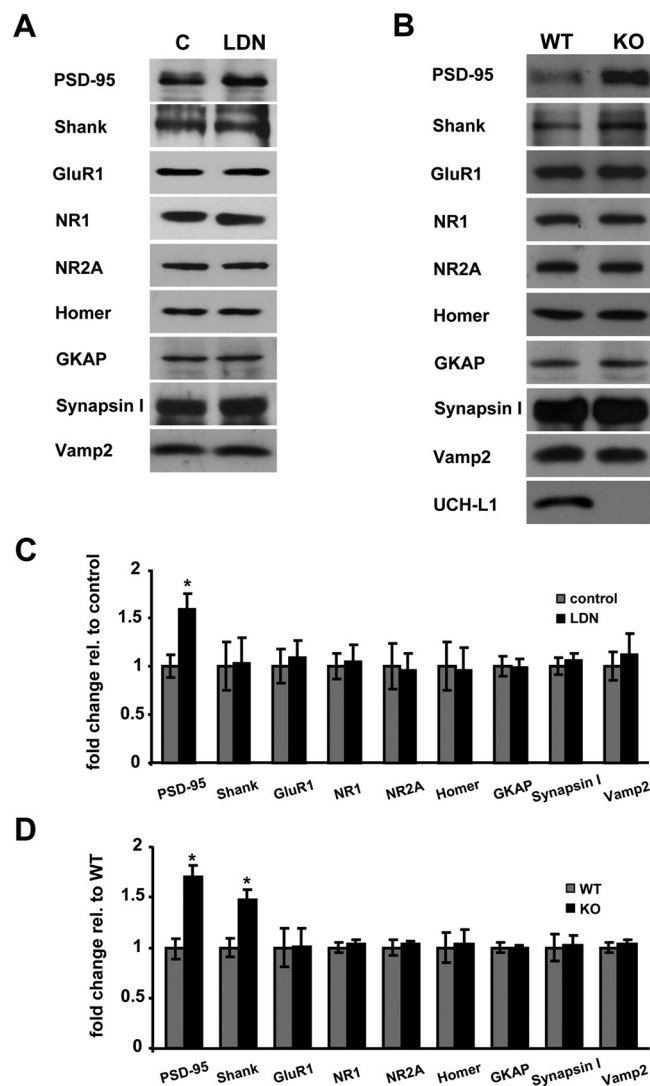 A
C LDN
PSD-95
Shank
GluR1
NR1
NR2A
Homer
GKAP
Synapsin I
Vamp2
B
WT KO
PSD-95
Shank
GluR1
NR1
NR2A
Homer
GKAP
Synapsin I
Vamp2
UCH-L1
C
fold change rel. to control
2
1.5
1
0.5
0
*
control
LDN
PSD-95 Shank GluR1 NR1 NR2A Homer GKAP Synapsin I Vamp2
D
fold change rel. to WT
2
1.5
1
0.5
0
* *
WT
KO
PSD-95 Shank GluR1 NR1 NR2A Homer GKAP Synapsin I Vamp2